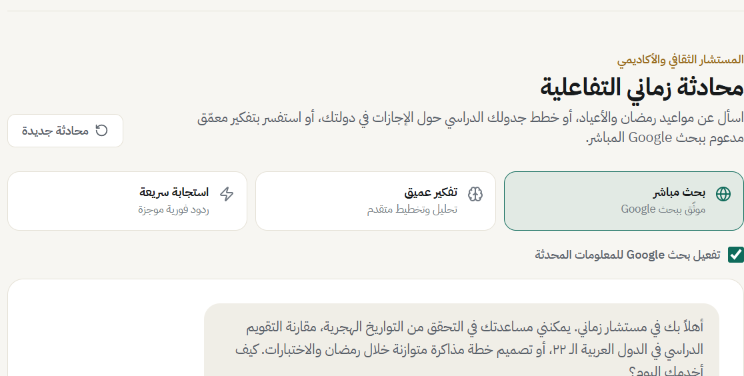 المستشار الثقافي والأكاديمي
محادثة زماني التفاعلية
اسأل عن مواعيد رمضان والأعياد، أو خطط جدولك الدراسي حول الإجازات في دولتك، أو استفسر بتفكير معمّق
مدعوم ببحث Google المباشر.
محادثة جديدة
بحث مباشر
موثّق ببحث Google
تفكير عميق
تحليل وتخطيط متقدم
استجابة سريعة
ردود فورية موجزة
تفعيل بحث Google للمعلومات المحدثة
أهلاً بك في مستشار زماني. يمكنني مساعدتك في التحقق من التواريخ الهجرية، مقارنة التقويم
الدراسي في الدول العربية الـ ٢٢، أو تصميم خطة مذاكرة متوازنة خلال رمضان والاختبارات. كيف
أخدمك اليوم؟